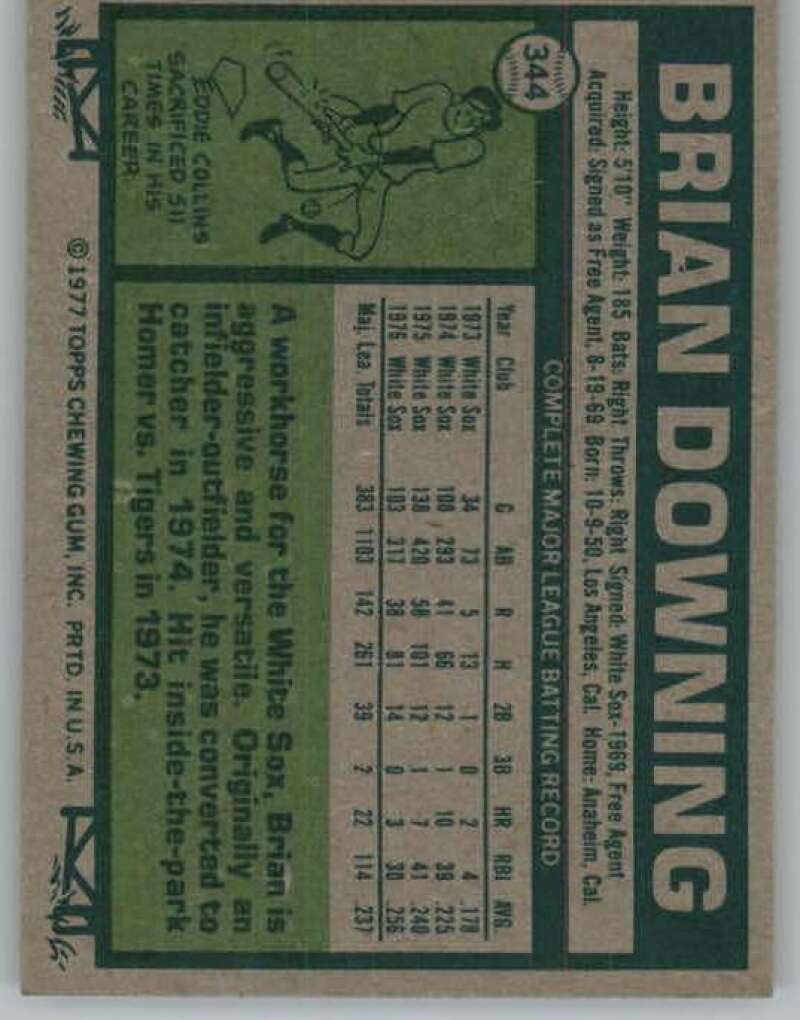 344
BRIAN DOWNING
Height: 5'10" Weight: 185 Bats: Right Throws: Right Signed: White Sox-1969, Free Agent
Acquired: Signed as Free Agent, 8-19-69 Born: 10-9-50, Los Angeles, Cal. Home: Anaheim, Cal.
COMPLETE MAJOR LEAGUE BATTING RECORD
Year Club G AB R H 2B 3B HR RBI AVG.
1973 White Sox 34 73 5 13 1 0 2 4 .178
1974 White Sox 108 293 41 66 12 1 10 39 .225
1975 White Sox 138 420 58 101 12 1 7 41 .240
1976 White Sox 103 317 38 81 14 0 3 30 .256
Maj. Lea. Totals 383 1103 142 261 39 2 22 114 .237
EDDIE COLLINS
SACRIFICED 511
TIMES IN HIS
CAREER.
A workhorse for the White Sox, Brian is
aggressive and versatile. Originally an
infielder-outfielder, he was converted to
catcher in 1974. Hit inside-the-park
Homer vs. Tigers in 1973.
© 1977 TOPPS CHEWING GUM, INC. PRTD. IN U.S.A.